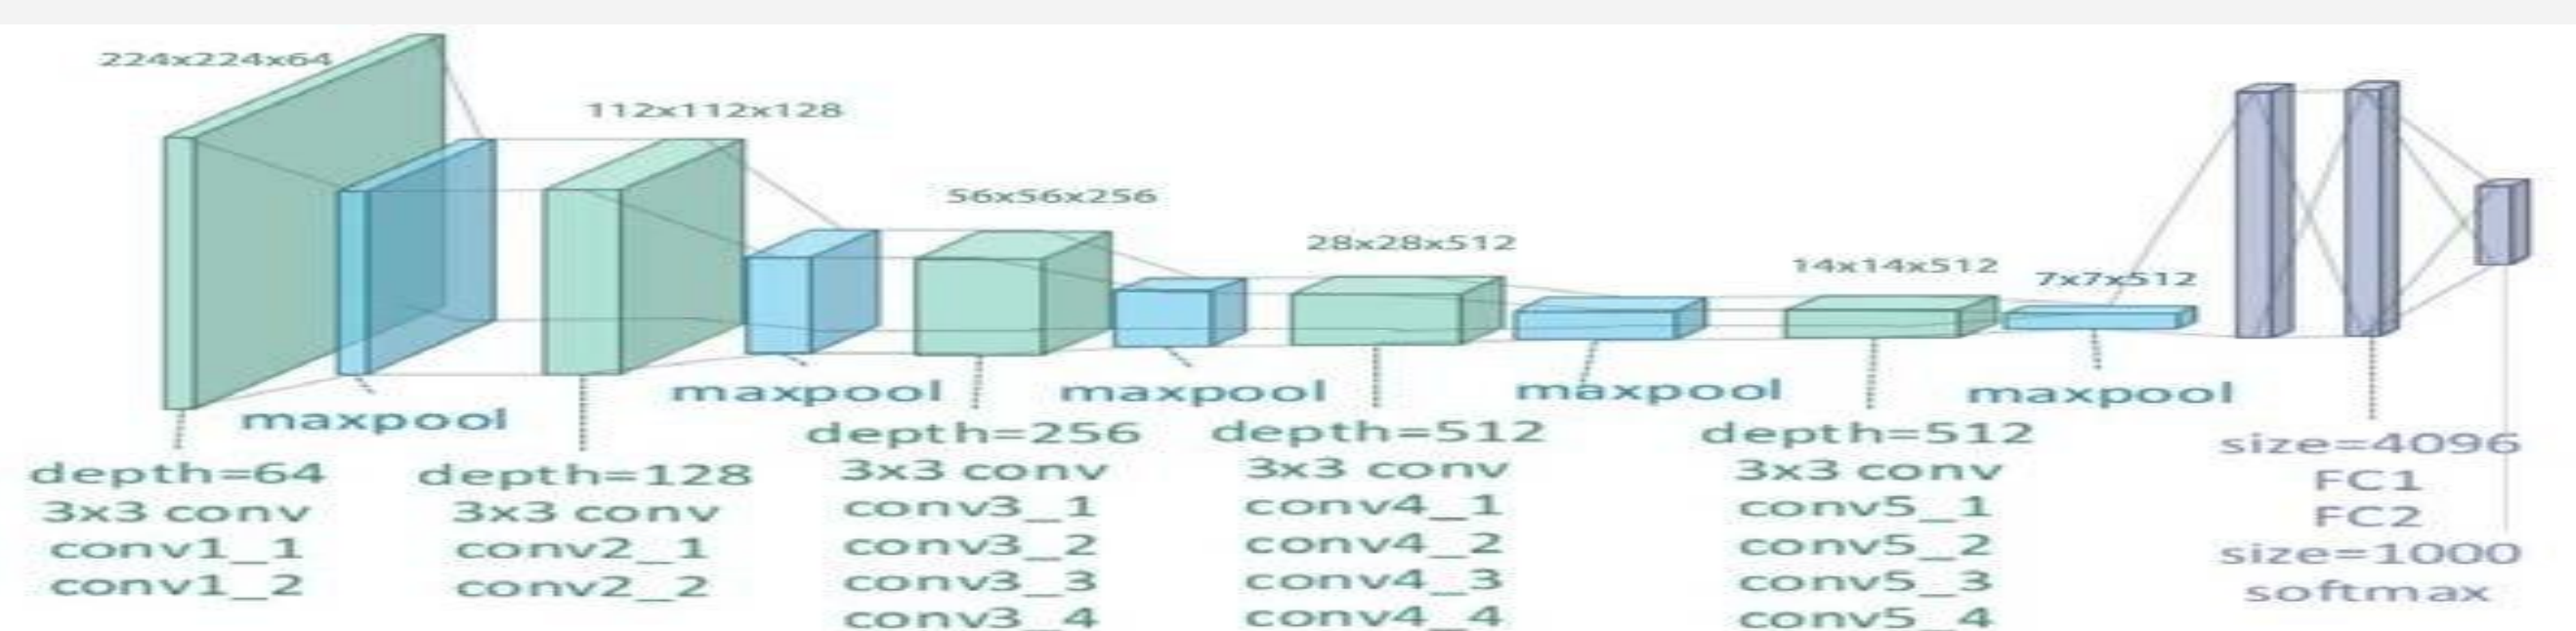 224x224x64
112x112x128
56x56x256
28x28x512
14x14x512
7x7x512
maxpool
maxpool
maxpool
maxpool
maxpool
depth=64
3x3 conv
conv1_1
conv1_2
depth=128
3x3 conv
conv2_1
conv2_2
depth=256
3x3 conv
conv3_1
conv3_2
conv3_3
conv3_4
depth=512
3x3 conv
conv4_1
conv4_2
conv4_3
conv4_4
depth=512
3x3 conv
conv5_1
conv5_2
conv5_3
conv5_4
size=4096
FC1
FC2
size=1000
softmax